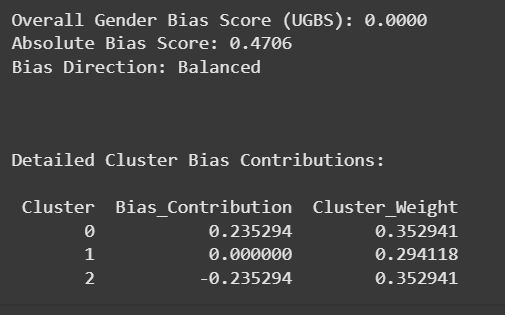 Overall Gender Bias Score (UGBS): 0.0000
Absolute Bias Score: 0.4706
Bias Direction: Balanced
Detailed Cluster Bias Contributions:
Cluster Bias_Contribution Cluster_Weight
0 0.235294 0.352941
1 0.000000 0.294118
2 -0.235294 0.352941